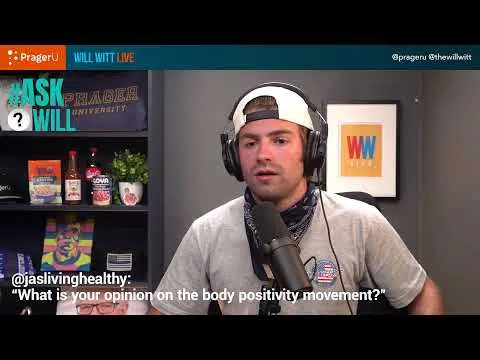 PragerU
WILL WITT LIVE
@prageru @thewillwitt
#ASK
? WILL
PRAGER
UNIVERSITY
WW
GOYA
@jaslivinghealthy:
"What is your opinion on the body positivity movement?"